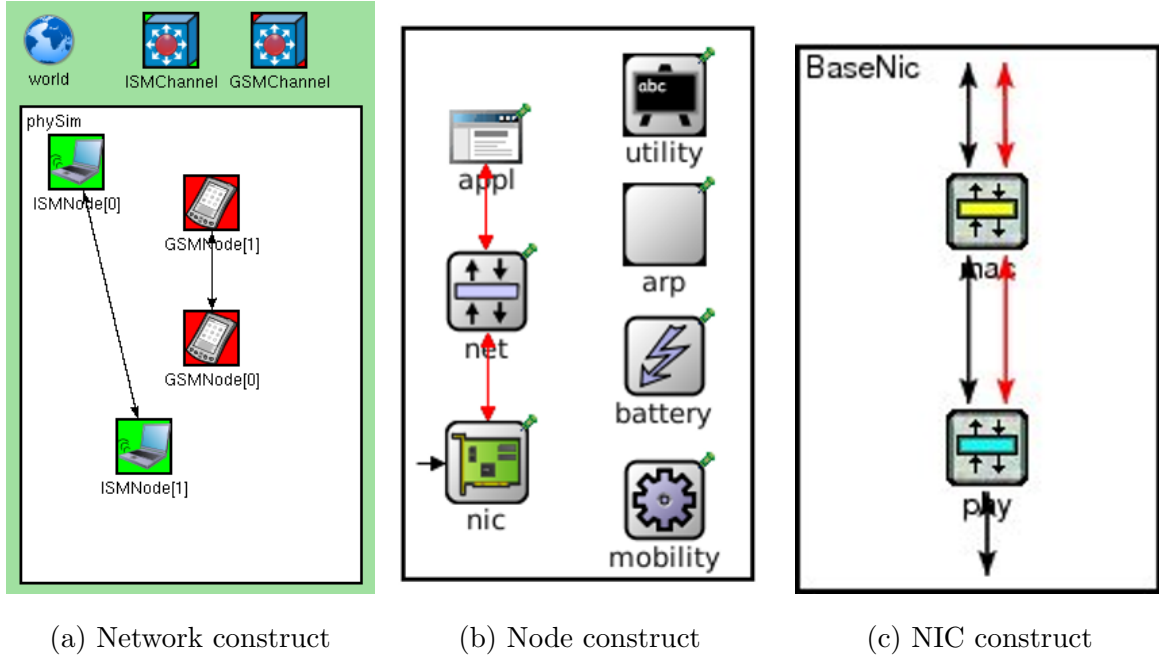 world
ISMChannel
GSMChannel
phySim
ISMNode[0]
GSMNode[1]
GSMNode[0]
ISMNode[1]
(a) Network construct
abc
utility
appl
arp
net
battery
nic
mobility
(b) Node construct
BaseNic
mac
phy
(c) NIC construct